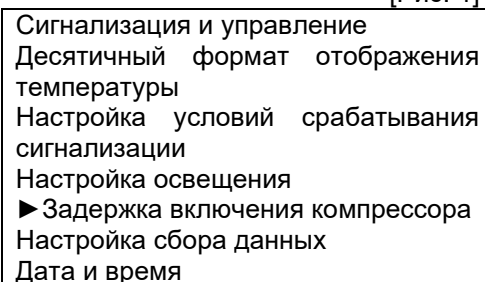 Сигнализация и управление
Десятичный формат отображения
температуры
Настройка условий срабатывания
сигнализации
Настройка освещения
►Задержка включения компрессора
Настройка сбора данных
Дата и время